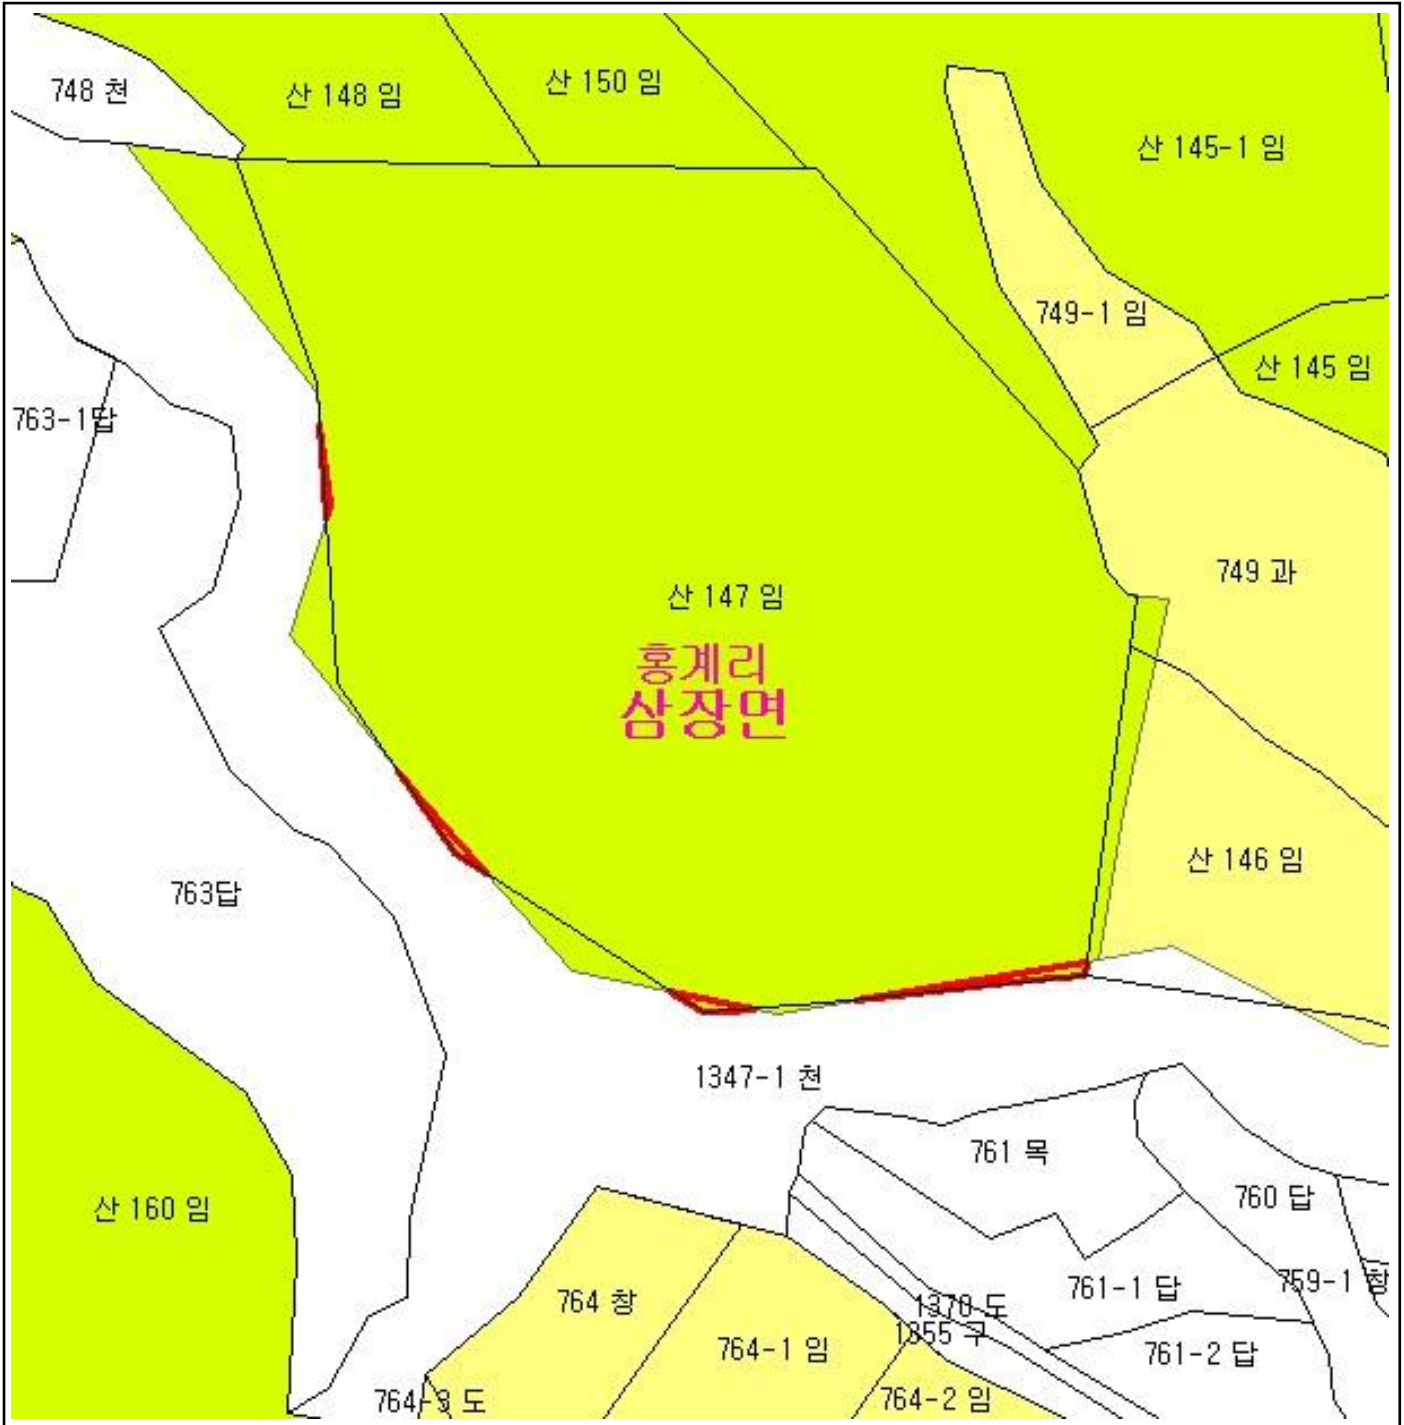 748 천
산 148 임
산 150 임
산 145-1 임
749-1 임
산 145 임
763-1답
749 과
산 147 임
홍계리
삼장면
산 146 임
763답
1347-1 천
761 목
760 답
산 160 임
761-1 답
759-1 창
764 창
1370 도
1355 구
764-1 임
761-2 답
764-3 도
764-2 임